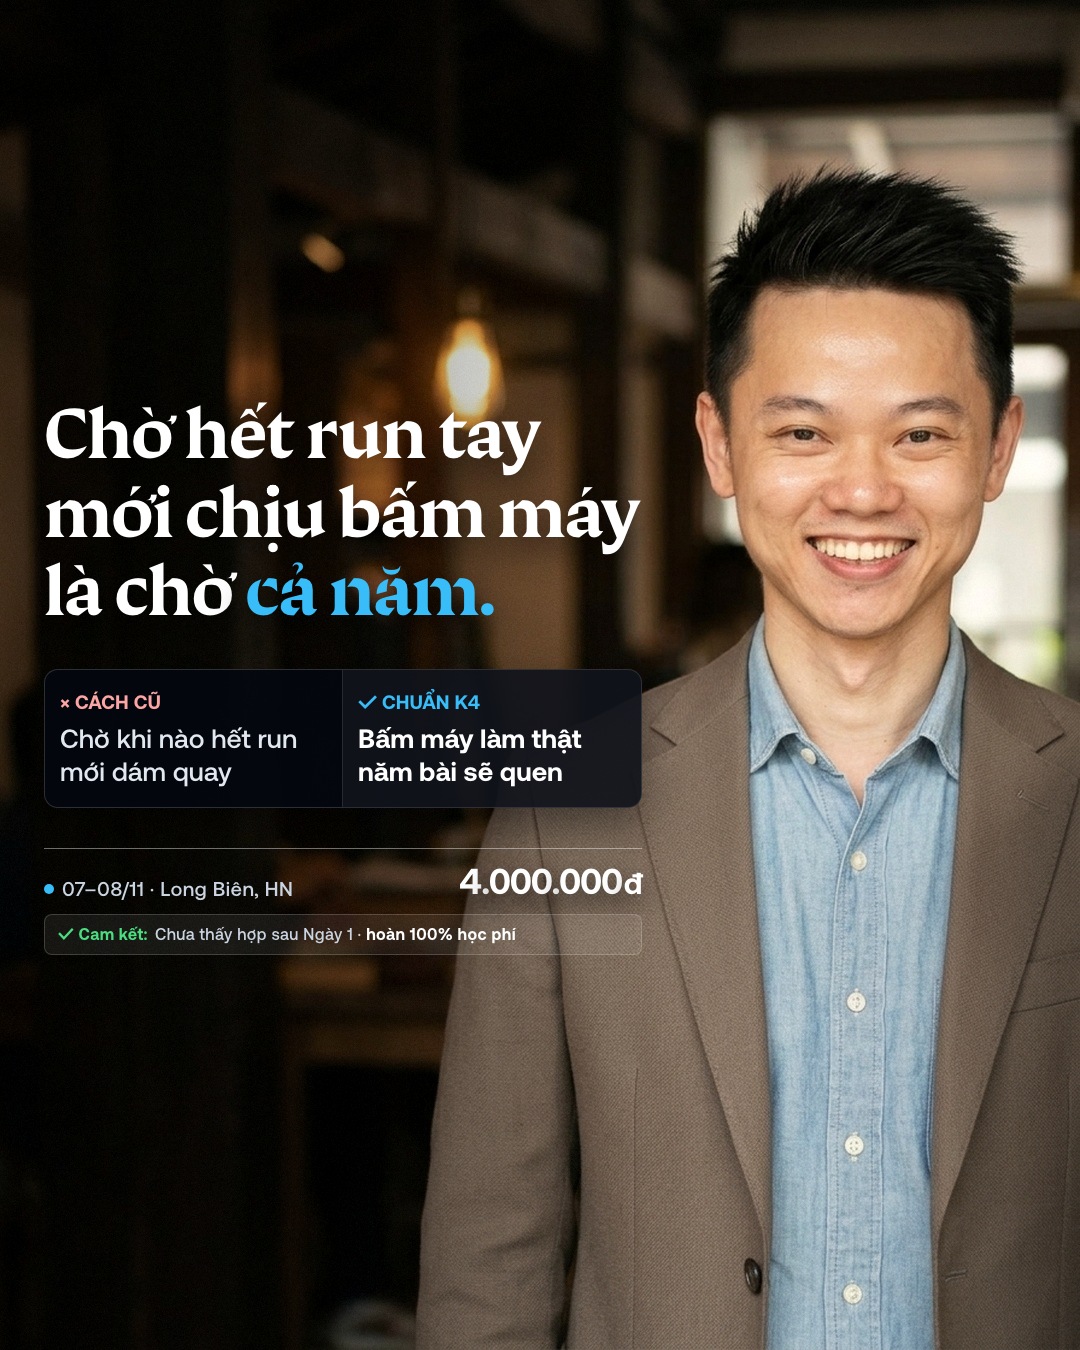 Chờ hết run tay
mới chịu bấm máy
là chờ cả năm.
× CÁCH CŨ
Chờ khi nào hết run
mới dám quay
✓ CHUẨN K4
Bấm máy làm thật
năm bài sẽ quen
07–08/11 · Long Biên, HN
4.000.000đ
✓ Cam kết: Chưa thấy hợp sau Ngày 1 · hoàn 100% học phí